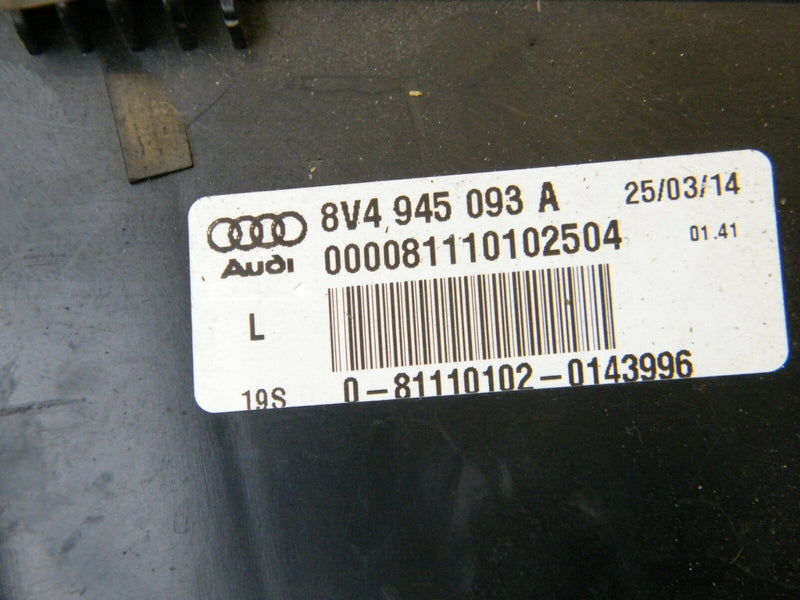 8V4 945 093 A 25/03/14
Audi 000081110102504 01.41
L
19S 0-81110102-0143996